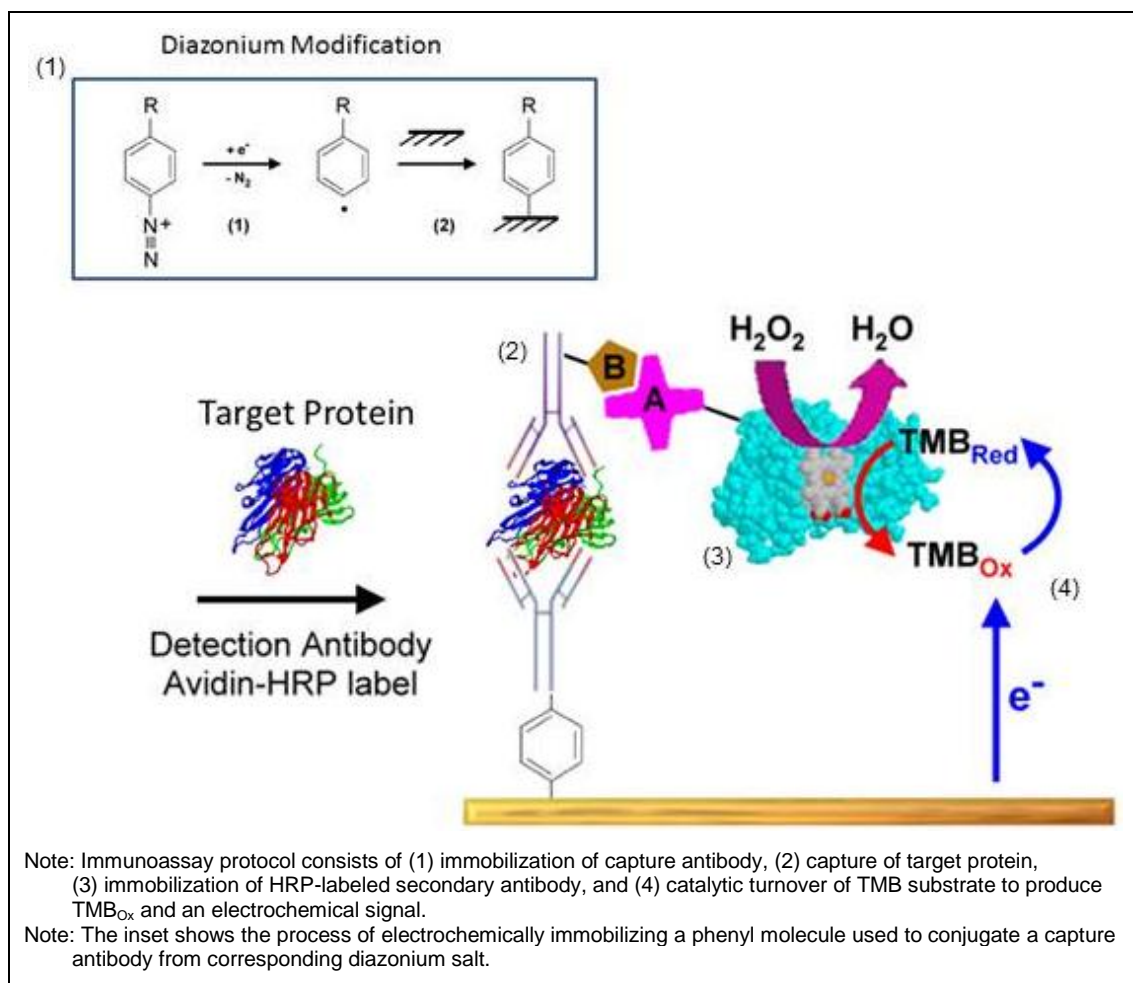 Diazonium Modification
(1)
R
R
R
+ e-
- N2
(1)
(2)
N+
N
(2)
B
A
H2O2
H2O
Target Protein
TMBRed
(3)
TMBOx
(4)
Detection Antibody
Avidin-HRP label
e-
Note: Immunoassay protocol consists of (1) immobilization of capture antibody, (2) capture of target protein,
(3) immobilization of HRP-labeled secondary antibody, and (4) catalytic turnover of TMB substrate to produce
TMBOx and an electrochemical signal.
Note: The inset shows the process of electrochemically immobilizing a phenyl molecule used to conjugate a capture
antibody from corresponding diazonium salt.